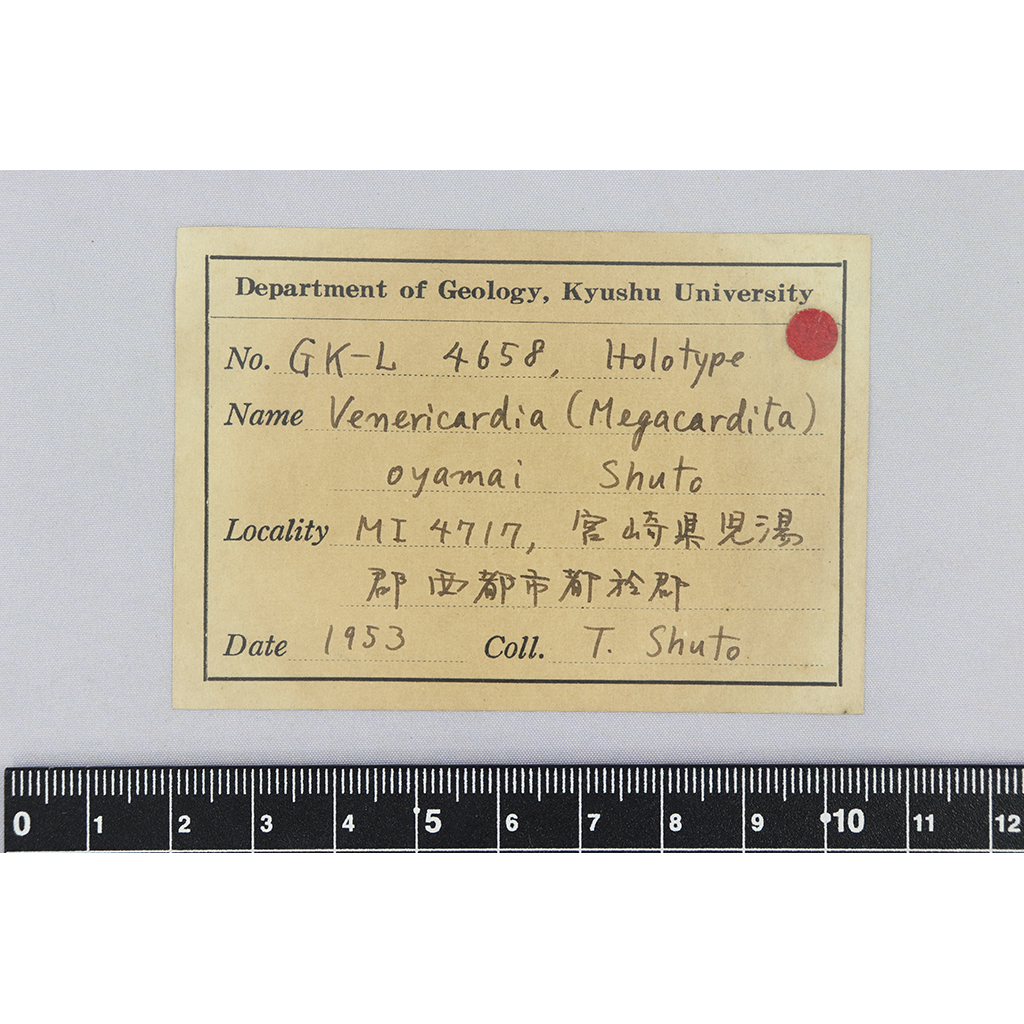 Department of Geology, Kyushu University
No. GK-L 4658, Holotype
Name Venericardia (Megacardita)
oyamai Shuto
Locality MI 4717, 宮崎県児湯
郡西都市都於郡
Date 1953 Coll. T. Shuto
0 1 2 3 4 5 6 7 8 9 10 11 12